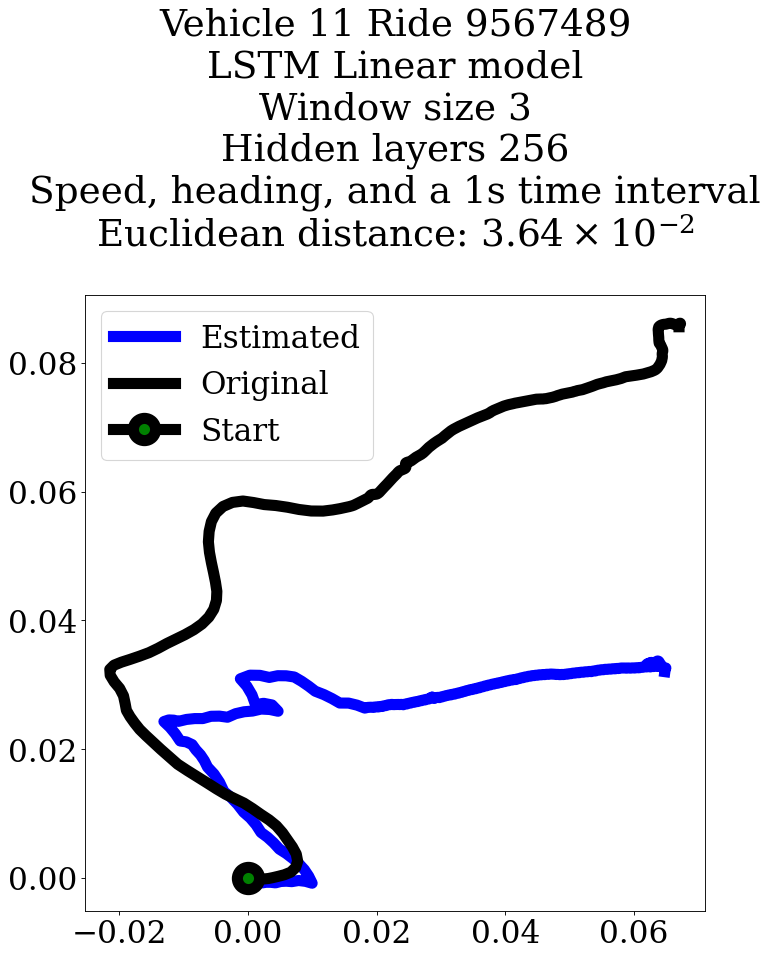 Vehicle 11 Ride 9567489
LSTM Linear model
Window size 3
Hidden layers 256
Speed, heading, and a 1s time interval
Euclidean distance: 3.64 × 10⁻²
Estimated
Original
Start
0.08
0.06
0.04
0.02
0.00
−0.02 0.00 0.02 0.04 0.06